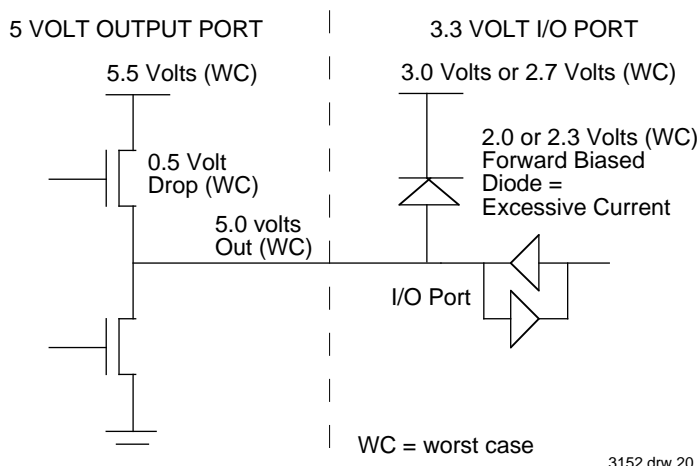 5 VOLT OUTPUT PORT
3.3 VOLT I/O PORT
5.5 Volts (WC)
3.0 Volts or 2.7 Volts (WC)
0.5 Volt
Drop (WC)
2.0 or 2.3 Volts (WC)
Forward Biased
Diode =
Excessive Current
5.0 volts
Out (WC)
I/O Port
WC = worst case
3152 drw 20